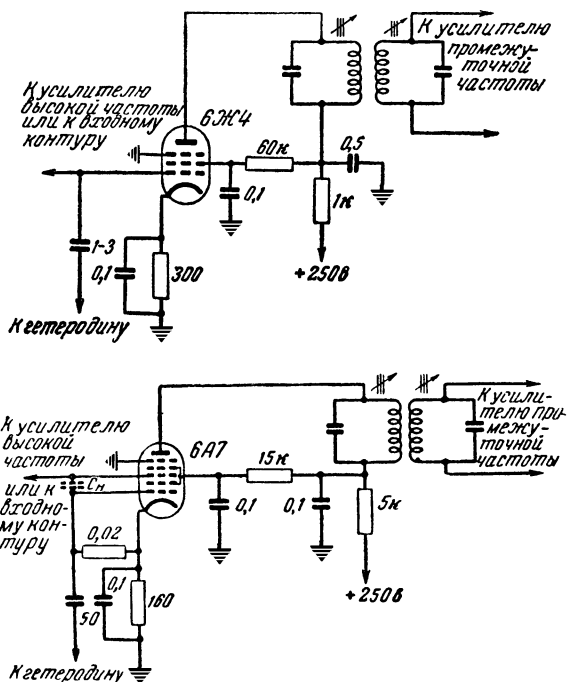 К усилителю
промежу-
точной
частоты
К усилителю
высокой частоты
или к входному
контуру
6Ж4
60к
0,5
0,1
1к
1-3
0,1
300
+250в
К гетеродину
К усили-
телю про-
межу-
точной
частоты
К усилителю
высокой
частоты
6А7
15к
Сн
или к
входно-
му кон-
туру
0,1
0,1
5к
0,02
0,1
160
50
+250в
К гетеродину